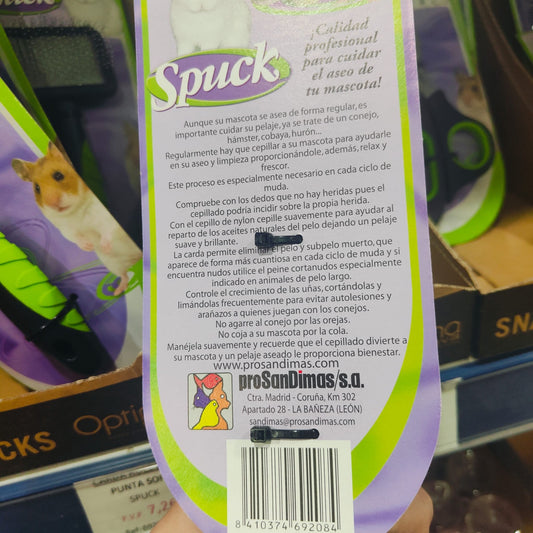 ¡Calidad
profesional
para cuidar
el aseo de
tu mascota!
Spuck
Aunque su mascota se asea de forma regular, es
importante cuidar su pelaje, ya se trate de un conejo,
hámster, cobaya, hurón...
Regularmente hay que cepillar a su mascota para ayudarle
en su aseo y limpieza proporcionándole, además, relax y
frescor.
Este proceso es especialmente necesario en cada ciclo de
muda.
Compruebe con los dedos que no hay heridas pues el
cepillado podría incidir sobre la propia herida.
Con el cepillo de nylon cepille suavemente para ayudar al
reparto de los aceites naturales del pelo dejando un pelaje
suave y brillante.
La carda permite eliminar el pelo y subpelo muerto, que
aparece de forma más cuantiosa en cada ciclo de muda y si
encuentra nudos utilice el peine cortanudos especialmente
indicado en animales de pelo largo.
Controle el crecimiento de las uñas, cortándolas y
limándolas frecuentemente para evitar autolesiones y
arañazos a quienes juegan con los conejos.
No agarre al conejo por las orejas.
No coja a su mascota por la cola.
Manéjela suavemente y recuerde que el cepillado divierte a
su mascota y un pelaje aseado le proporciona bienestar.
www.prosandimas.com
proSanDimas/s.a.
Ctra. Madrid - Coruña, Km 302
Apartado 28 - LA BAÑEZA (LEÓN)
sandimas@prosandimas.com
8 410374 692084
CKS
SNA
PUNTA
SPUCK
P.V.P.